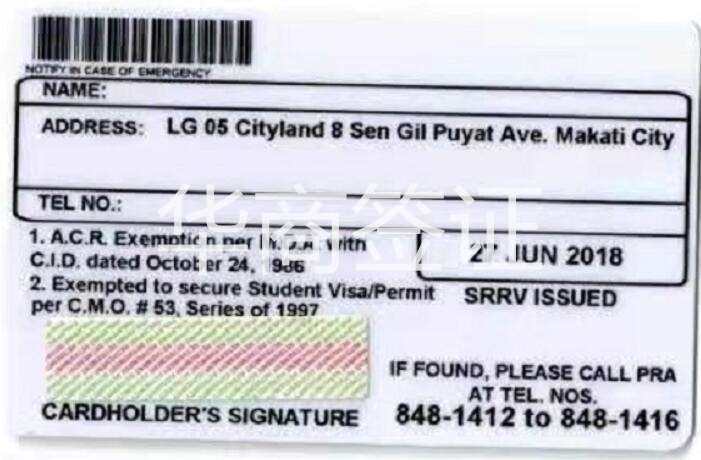 NOTIFY IN CASE OF EMERGENCY
NAME:
ADDRESS: LG 05 Cityland 8 Sen Gil Puyat Ave. Makati City
TEL NO.:
华商签证
1. A.C.R. Exemption per M.O.A. with
C.I.D. dated October 24, 1986
2. Exempted to secure Student Visa/Permit
per C.M.O. # 53, Series of 1997
27 JUN 2018
SRRV ISSUED
IF FOUND, PLEASE CALL PRA
AT TEL. NOS.
848-1412 to 848-1416
CARDHOLDER'S SIGNATURE